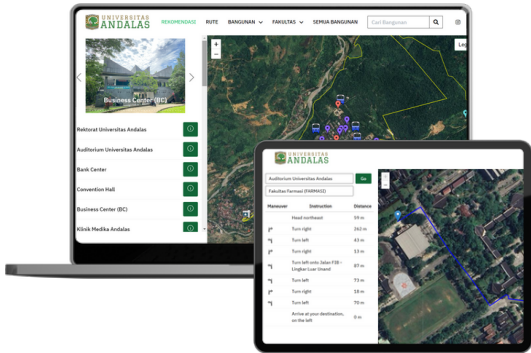 UNIVERSITAS
ANDALAS
REKOMENDASI
RUTE
BANGUNAN
FAKULTAS
SEMUA BANGUNAN
Cari Bangunan
+
−
Leg
Business Center (BC)
Rektorat Universitas Andalas
Auditorium Universitas Andalas
Bank Center
Convention Hall
Business Center (BC)
Klinik Medika Andalas
UNIVERSITAS
ANDALAS
Auditorium Universitas Andalas
Go
Fakultas Farmasi (FARMASI)
Maneuver Instruction Distance
Head northeast 59 m
Turn right 262 m
Turn left 43 m
Turn right 13 m
Turn left onto Jalan FIB - 87 m
Lingkar Luar Unand
Turn left 73 m
Turn right 18 m
Turn left 70 m
Arrive at your destination, 0 m
on the left